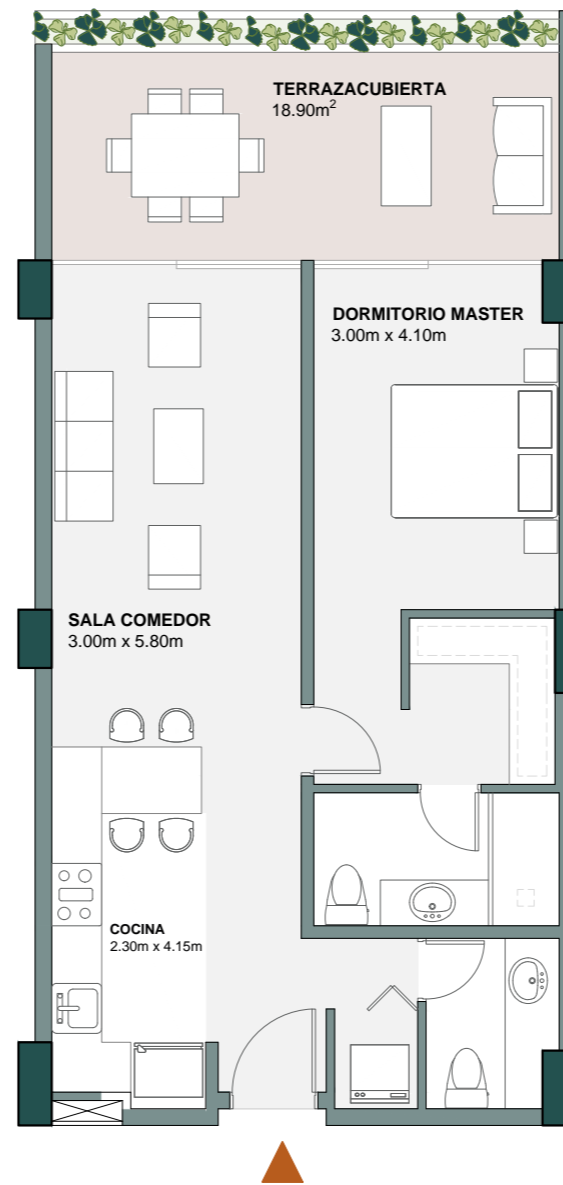 TERRAZACUBIERTA
18.90m²
DORMITORIO MASTER
3.00m x 4.10m
SALA COMEDOR
3.00m x 5.80m
COCINA
2.30m x 4.15m